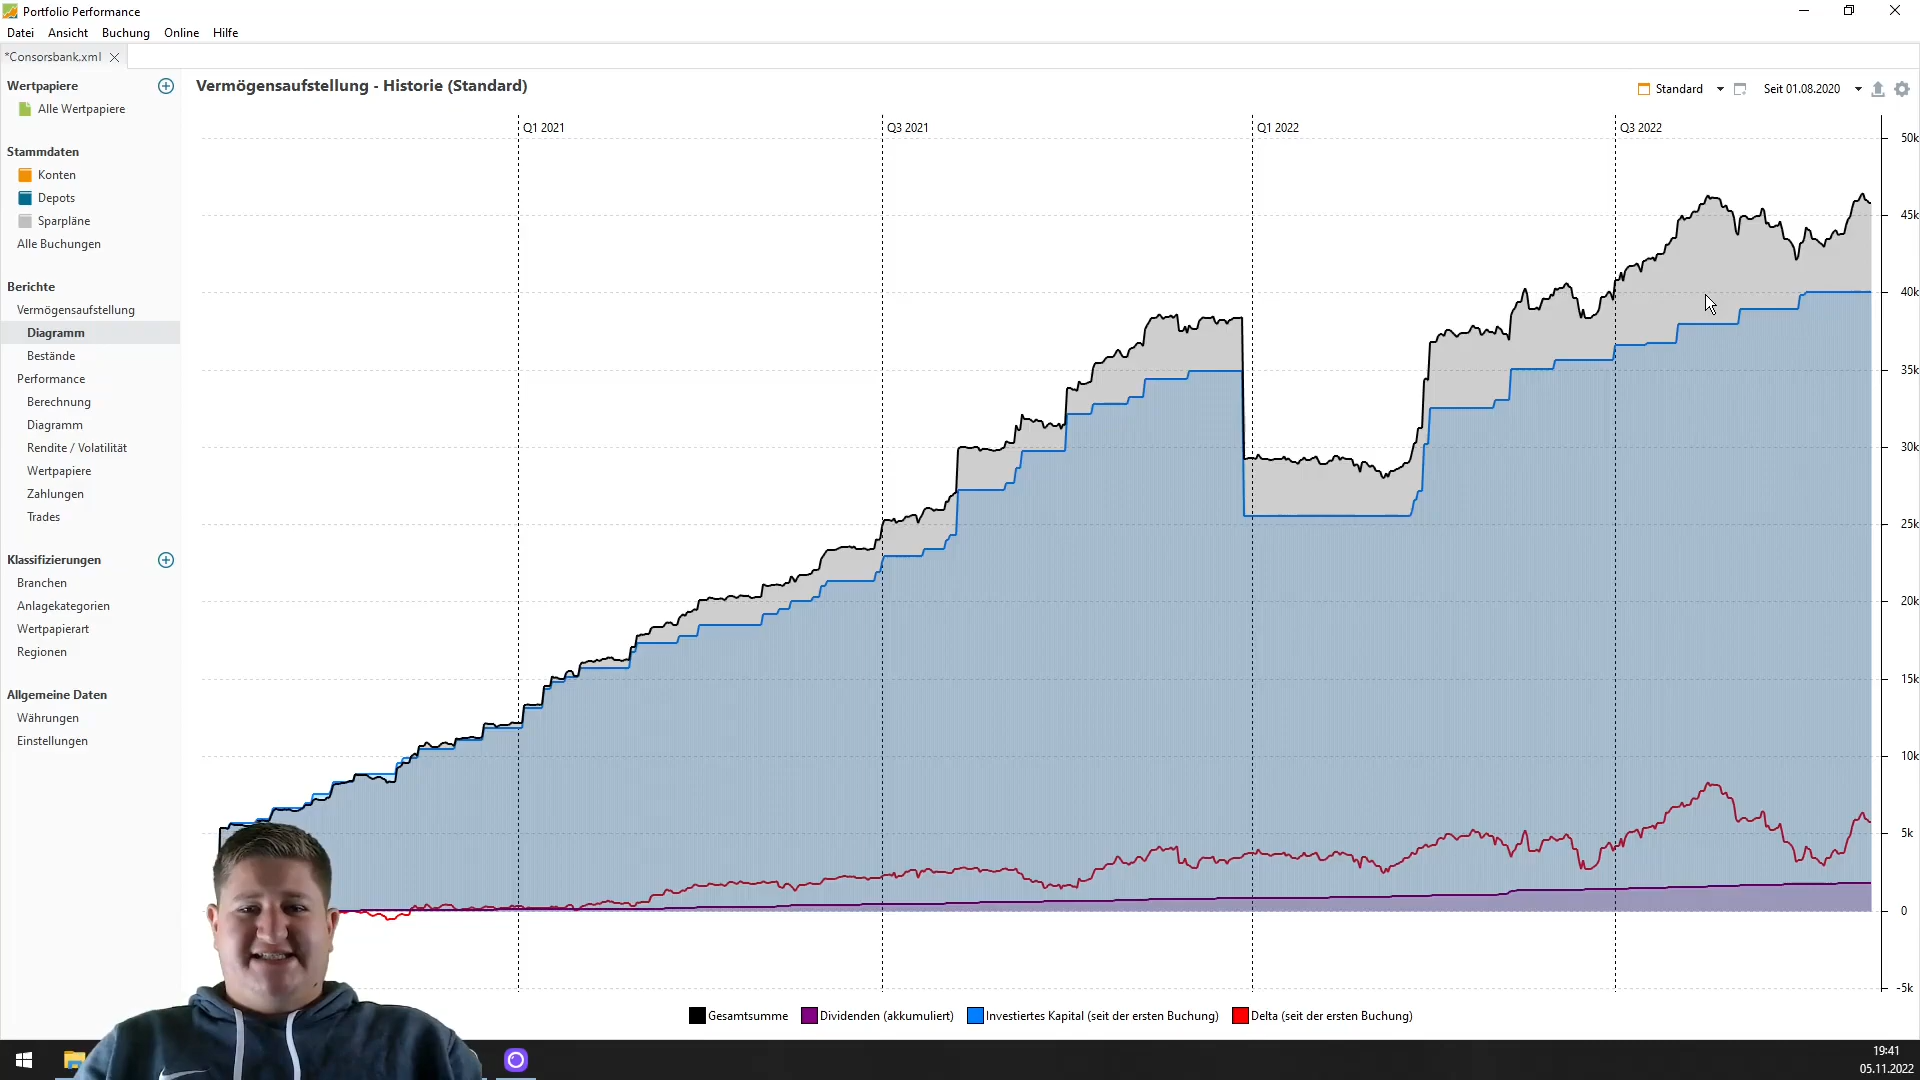 Portfolio Performance
Datei Ansicht Buchung Online Hilfe
*Consorsbank.xml
Wertpapiere
Alle Wertpapiere
Stammdaten
Konten
Depots
Sparpläne
Alle Buchungen
Berichte
Vermögensaufstellung
Diagramm
Bestände
Performance
Berechnung
Diagramm
Rendite / Volatilität
Wertpapiere
Zahlungen
Trades
Klassifizierungen
Branchen
Anlagekategorien
Wertpapierart
Regionen
Allgemeine Daten
Währungen
Einstellungen
Vermögensaufstellung - Historie (Standard)
Standard Seit 01.08.2020
Q1 2021 Q3 2021 Q1 2022 Q3 2022
50k
45k
40k
35k
30k
25k
20k
15k
10k
5k
0
-5k
Gesamtsumme Dividenden (akkumuliert) Investiertes Kapital (seit der ersten Buchung) Delta (seit der ersten Buchung)
19:41
05.11.2022